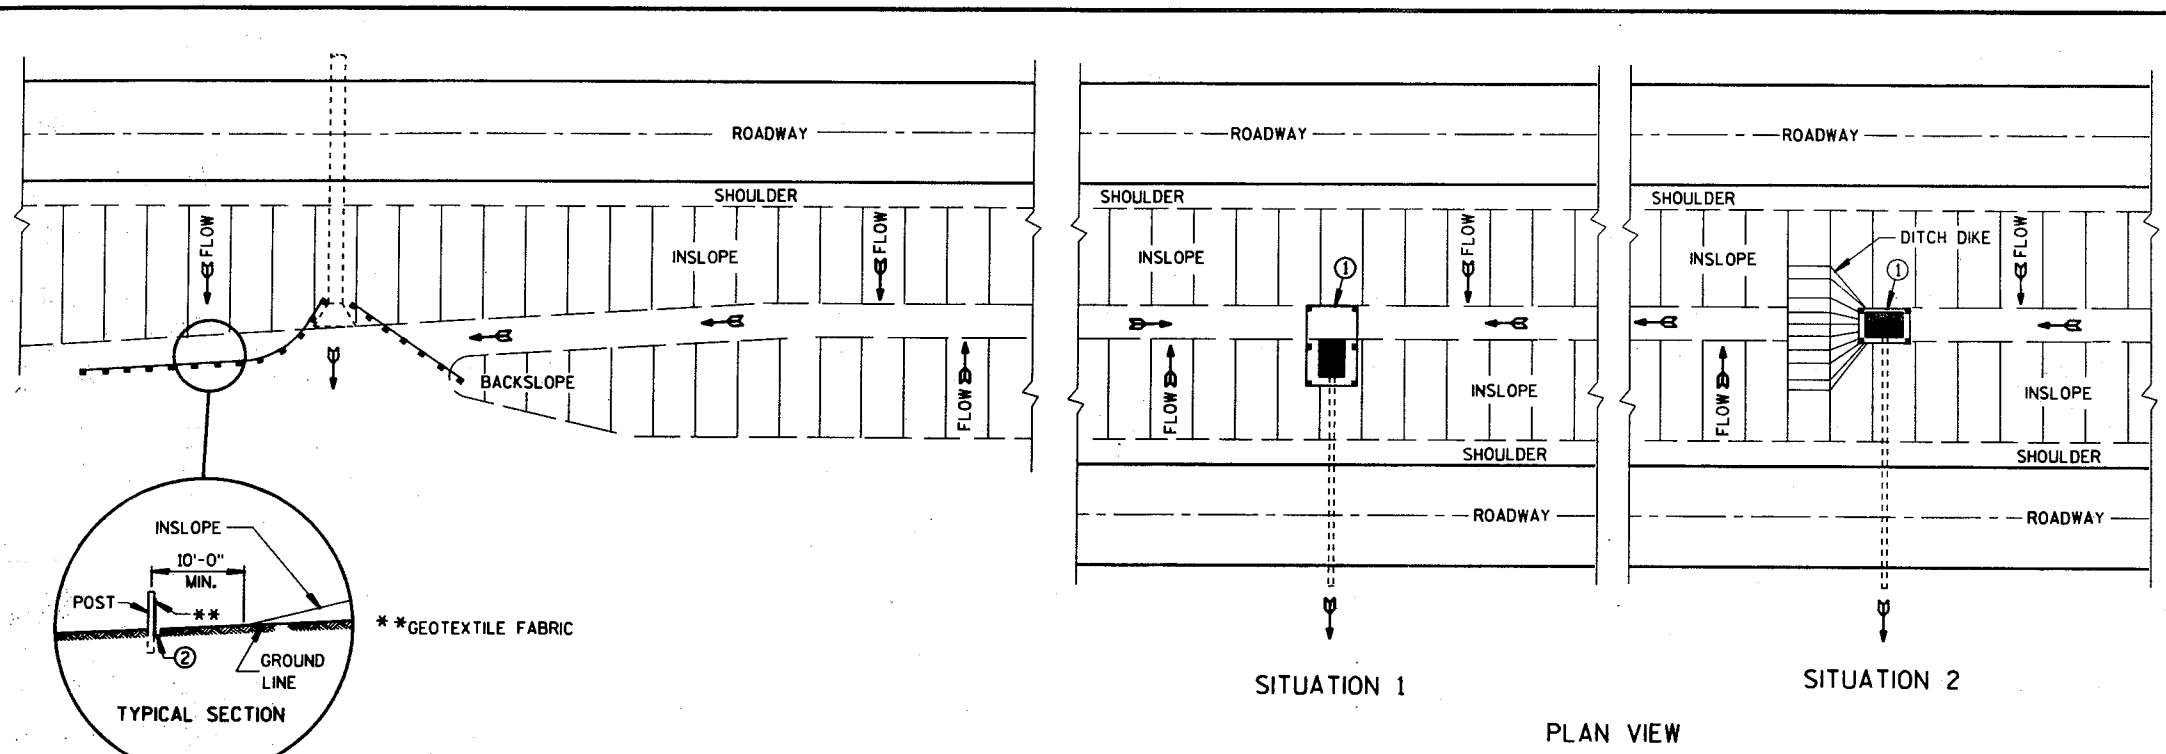 ROADWAY
SHOULDER
FLOW
FLOW
INSLOPE
BACKSLOPE
FLOW
INSLOPE
10'-0"
MIN.
POST
**
2
GROUND
LINE
TYPICAL SECTION
**GEOTEXTILE FABRIC
ROADWAY
SHOULDER
INSLOPE
FLOW
1
FLOW
INSLOPE
SHOULDER
ROADWAY
SITUATION 1
ROADWAY
SHOULDER
DITCH DIKE
INSLOPE
FLOW
1
FLOW
INSLOPE
SHOULDER
ROADWAY
SITUATION 2
PLAN VIEW